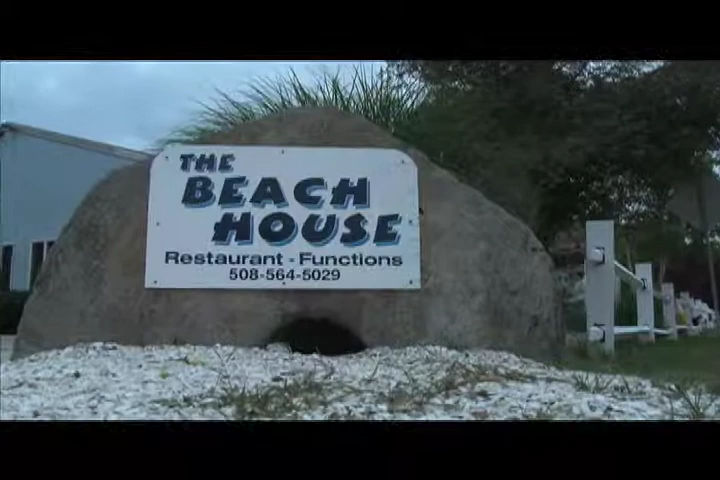 THE
BEACH
HOUSE
Restaurant - Functions
508-564-5029